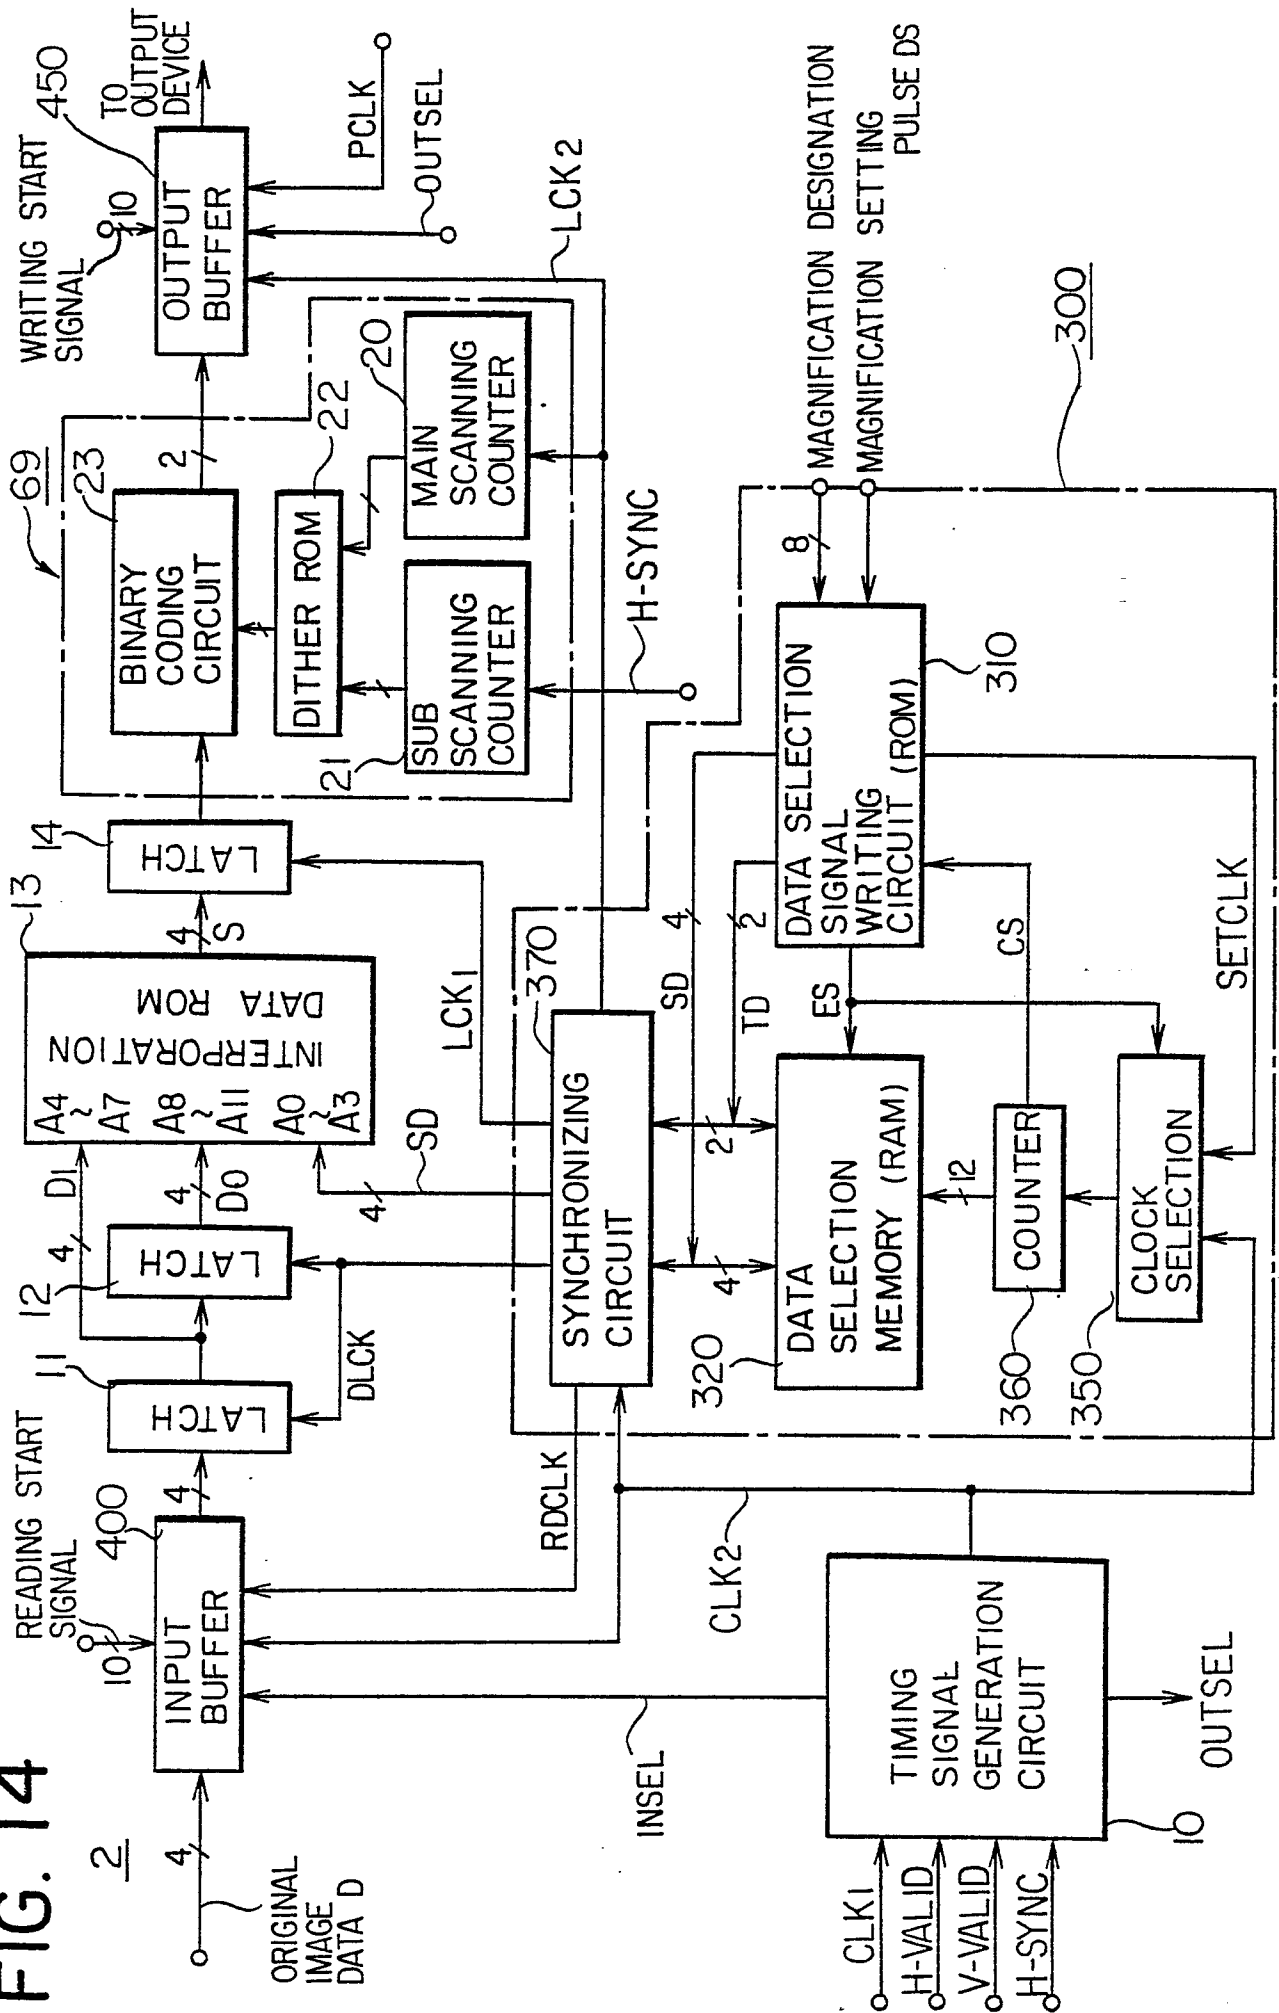 FIG. 14
2
ORIGINAL
IMAGE
DATA D
4
READING START
SIGNAL
10
400
INPUT
BUFFER
4
11
LATCH
12
LATCH
4
D1
4
D0
DLCK
13
A4
~
A7
A8
~
A11
A0
~
A3
INTERPORATION
DATA ROM
4
S
14
LATCH
69
23
BINARY
CODING
CIRCUIT
2
DITHER ROM
22
21
SUB
SCANNING
COUNTER
MAIN
SCANNING
COUNTER
20
WRITING START
SIGNAL
10
450
OUTPUT
BUFFER
TO
OUTPUT
DEVICE
PCLK
OUTSEL
LCK2
H-SYNC
RDCLK
4
SD
LCK1
SYNCHRONIZING
CIRCUIT
370
INSEL
CLK2
4
2
SD
4
TD
2
320
DATA
SELECTION
MEMORY (RAM)
ES
DATA SELECTION
SIGNAL
WRITING
CIRCUIT (ROM)
310
8
MAGNIFICATION DESIGNATION
MAGNIFICATION SETTING
PULSE DS
300
12
COUNTER
360
CS
350
CLOCK
SELECTION
SETCLK
TIMING
SIGNAL
GENERATION
CIRCUIT
10
CLK1
H-VALID
V-VALID
H-SYNC
OUTSEL